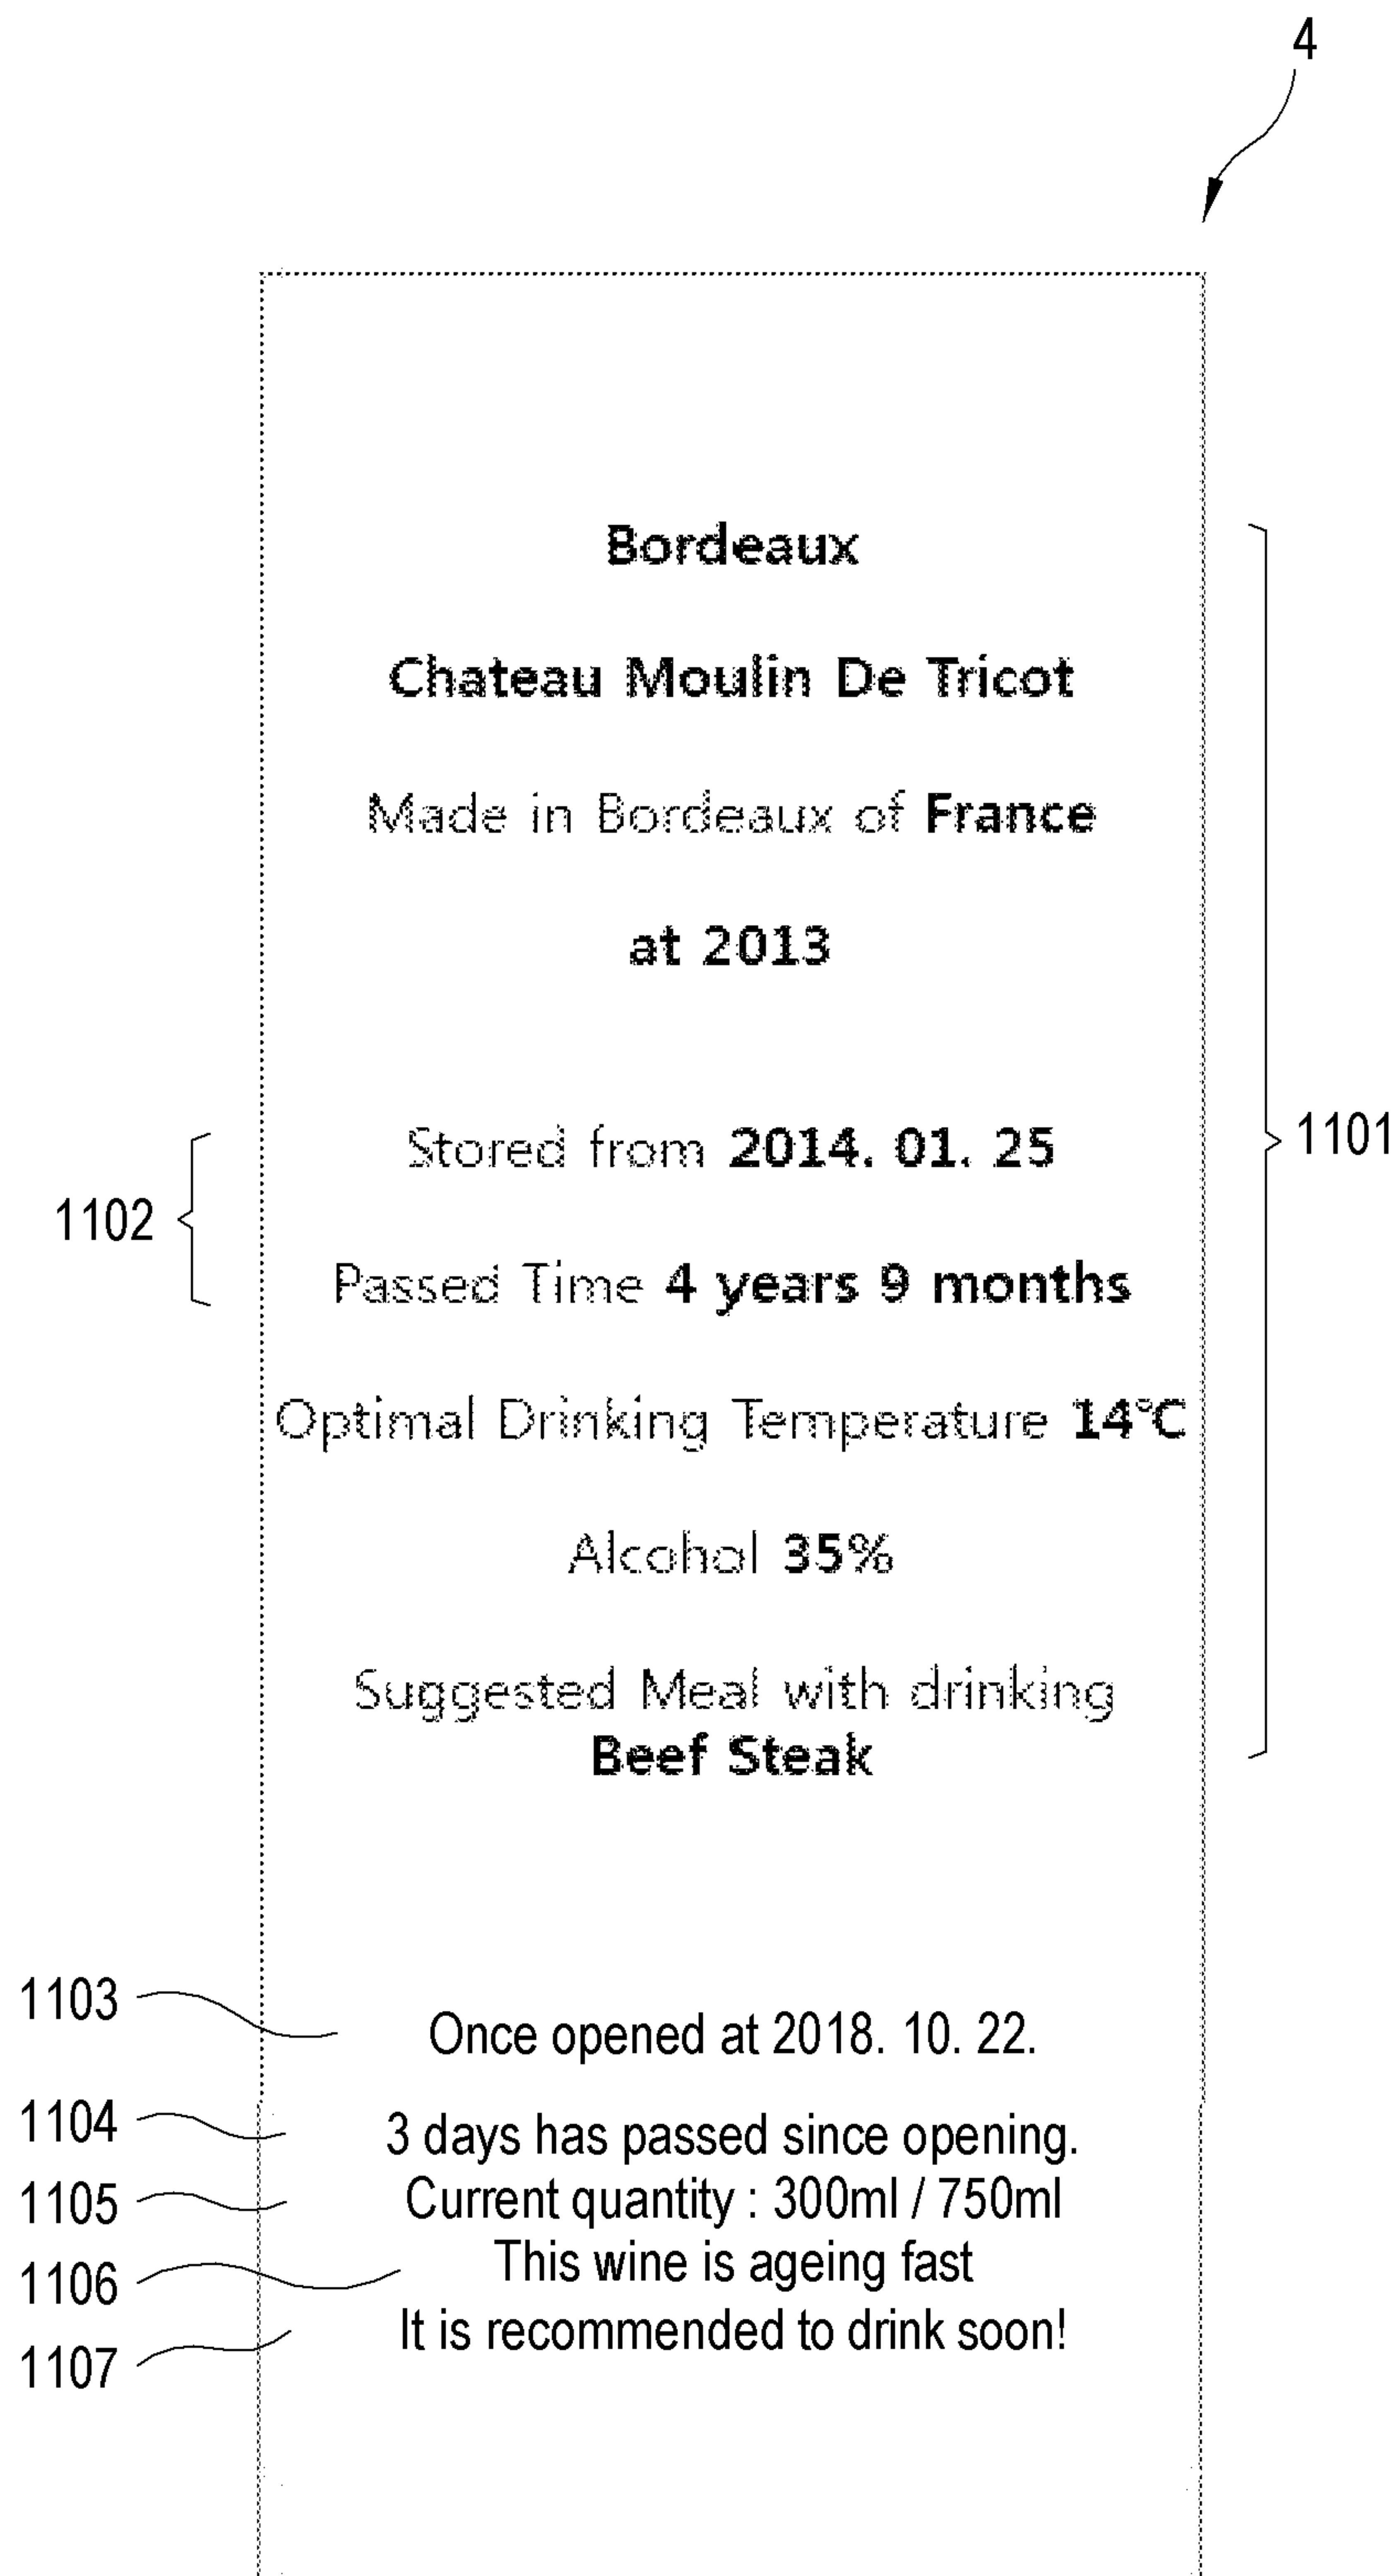 4
Bordeaux
Chateau Moulin De Tricot
Made in Bordeaux of France
at 2013
Stored from 2014. 01. 25
1101
1102
Passed Time 4 years 9 months
Optimal Drinking Temperature 14℃
Alcohol 35%
Suggested Meal with drinking
Beef Steak
1103
Once opened at 2018. 10. 22.
1104
3 days has passed since opening.
1105
Current quantity : 300ml / 750ml
1106
This wine is ageing fast
1107
It is recommended to drink soon!